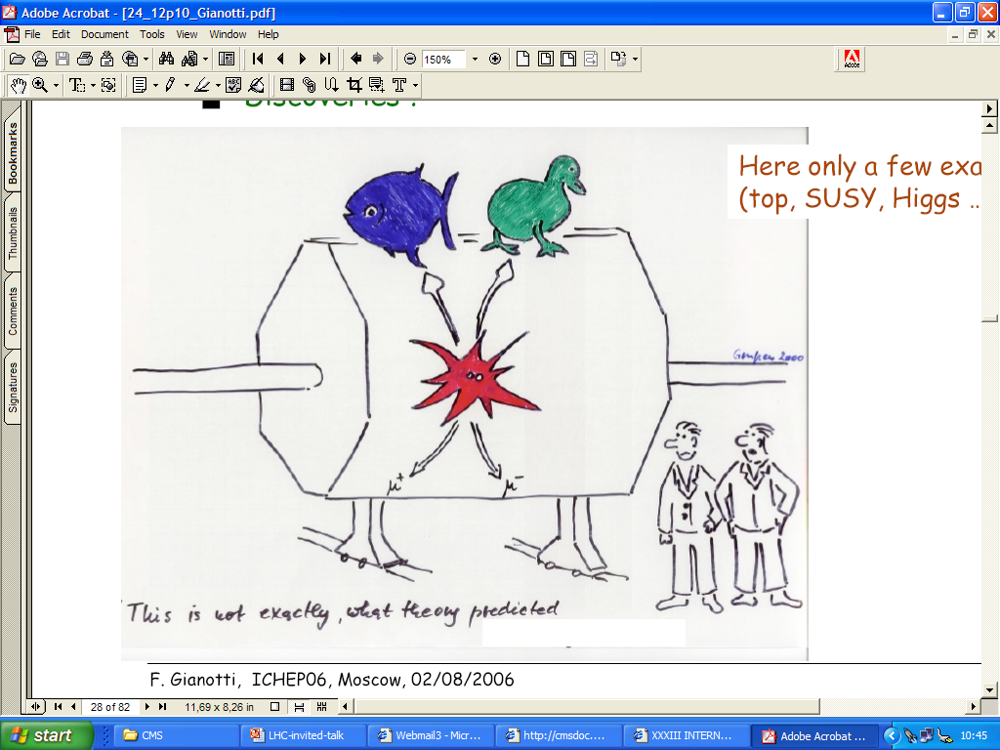 Adobe Acrobat - [24_12p10_Gianotti.pdf]
File Edit Document Tools View Window Help
150%
Adobe
Bookmarks
Thumbnails
Comments
Signatures
Discoveries ?
Here only a few exa
(top, SUSY, Higgs ..
2000
μ+ μ-
This is not exactly, what theory predicted
F. Gianotti, ICHEP06, Moscow, 02/08/2006
28 of 82 11,69 x 8,26 in
start CMS LHC-invited-talk Webmail3 - Micr... http://cmsdoc.... XXXIII INTERN... Adobe Acrobat ... 10:45